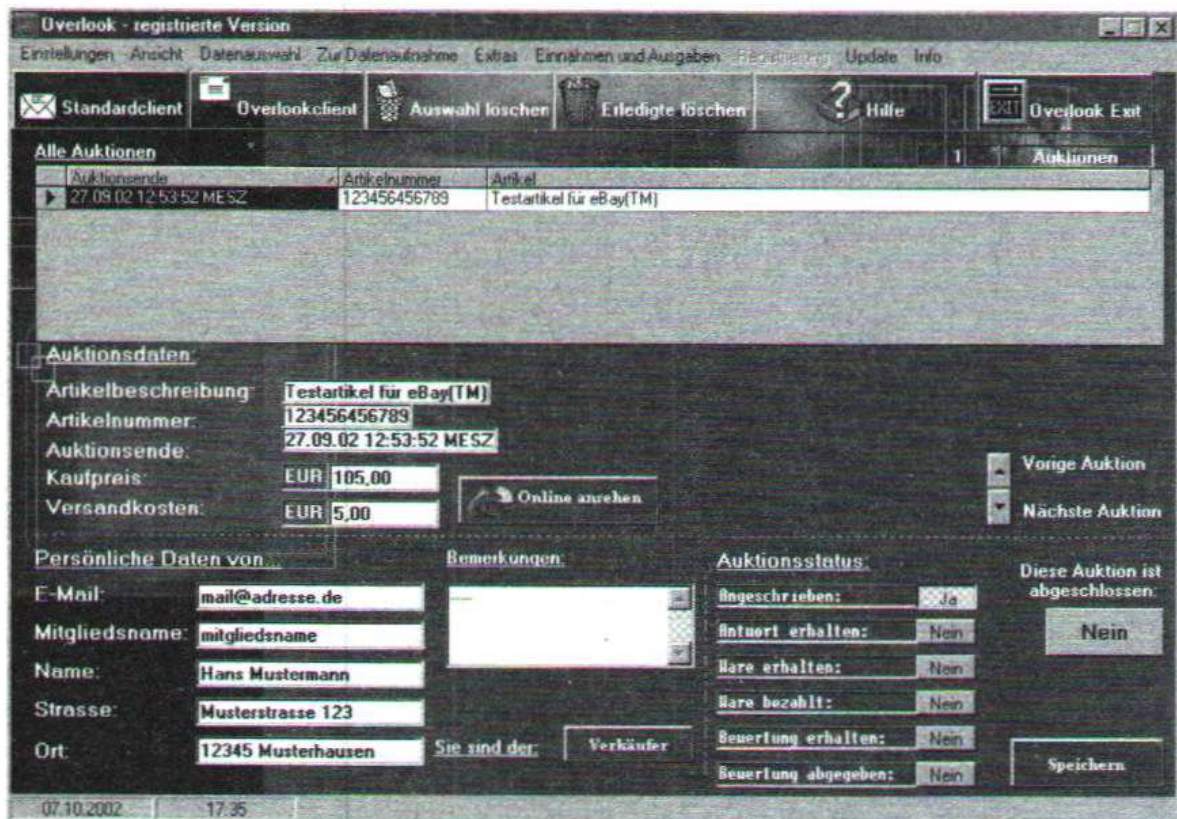 Overlook - registrierte Version
Einstellungen Ansicht Datenauswahl Zur Datenaufnahme Extras Einnahmen und Ausgaben Registrierung Update Info
Standardclient Overlookclient Auswahl löschen Erledigte löschen Hilfe EXIT Overlook Exit
Alle Auktionen 1 Auktionen
Auktionsende Artikelnummer Artikel
27.09.02 12:53:52 MESZ 123456456789 Testartikel für eBay(TM)
Auktionsdaten:
Artikelbeschreibung: Testartikel für eBay(TM)
Artikelnummer: 123456456789
Auktionsende: 27.09.02 12:53:52 MESZ
Kaufpreis: EUR 105,00
Versandkosten: EUR 5,00
Online ansehen
Vorige Auktion
Nächste Auktion
Persönliche Daten von...
E-Mail: mail@adresse.de
Mitgliedsname: mitgliedsname
Name: Hans Mustermann
Strasse: Musterstrasse 123
Ort: 12345 Musterhausen
Bemerkungen:
Sie sind der: Verkäufer
Auktionsstatus:
Angeschrieben: Ja
Antwort erhalten: Nein
Ware erhalten: Nein
Ware bezahlt: Nein
Bewertung erhalten: Nein
Bewertung abgegeben: Nein
Diese Auktion ist
abgeschlossen:
Nein
Speichern
07.10.2002 17:35